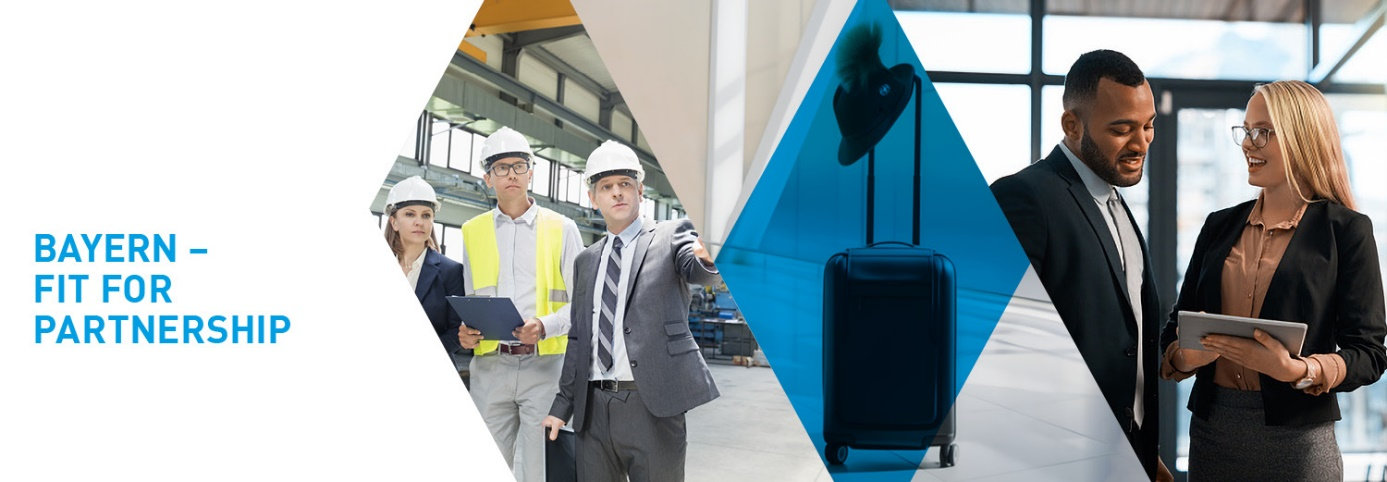 BAYERN –
FIT FOR
PARTNERSHIP